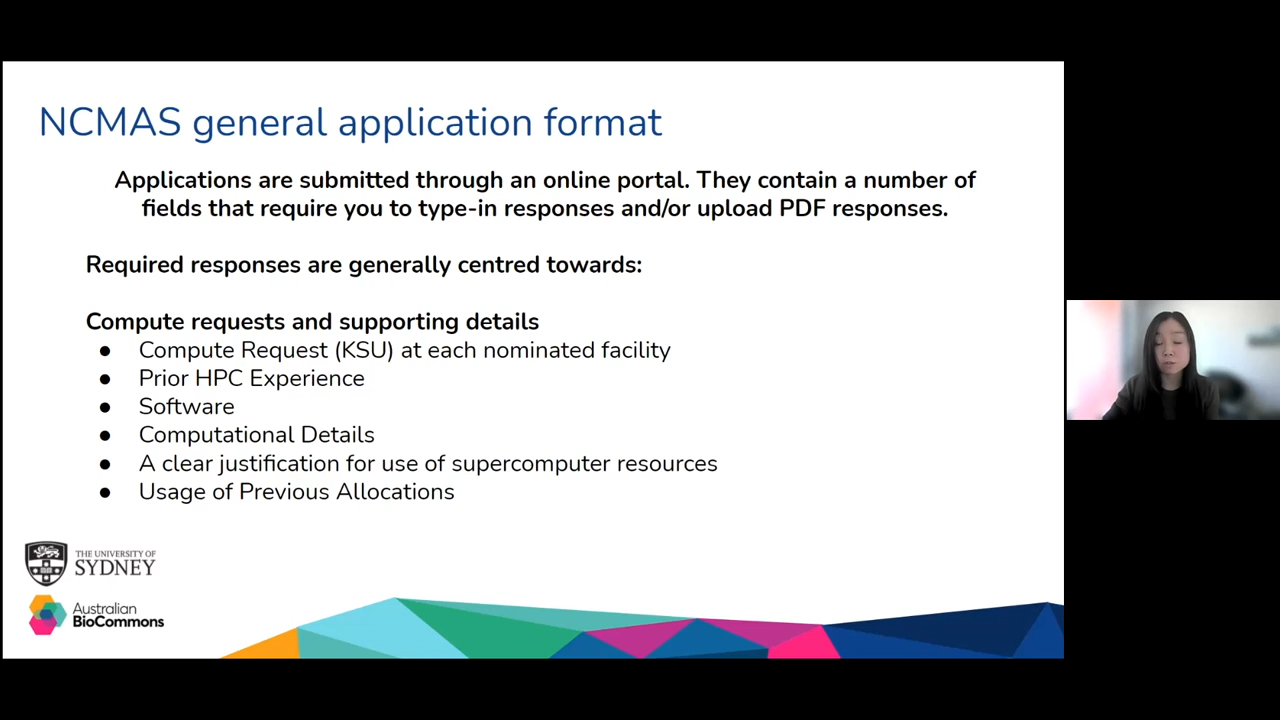 NCMAS general application format
Applications are submitted through an online portal. They contain a number of
fields that require you to type-in responses and/or upload PDF responses.
Required responses are generally centred towards:
Compute requests and supporting details
● Compute Request (KSU) at each nominated facility
● Prior HPC Experience
● Software
● Computational Details
● A clear justification for use of supercomputer resources
● Usage of Previous Allocations
THE UNIVERSITY OF
SYDNEY
Australian
BioCommons